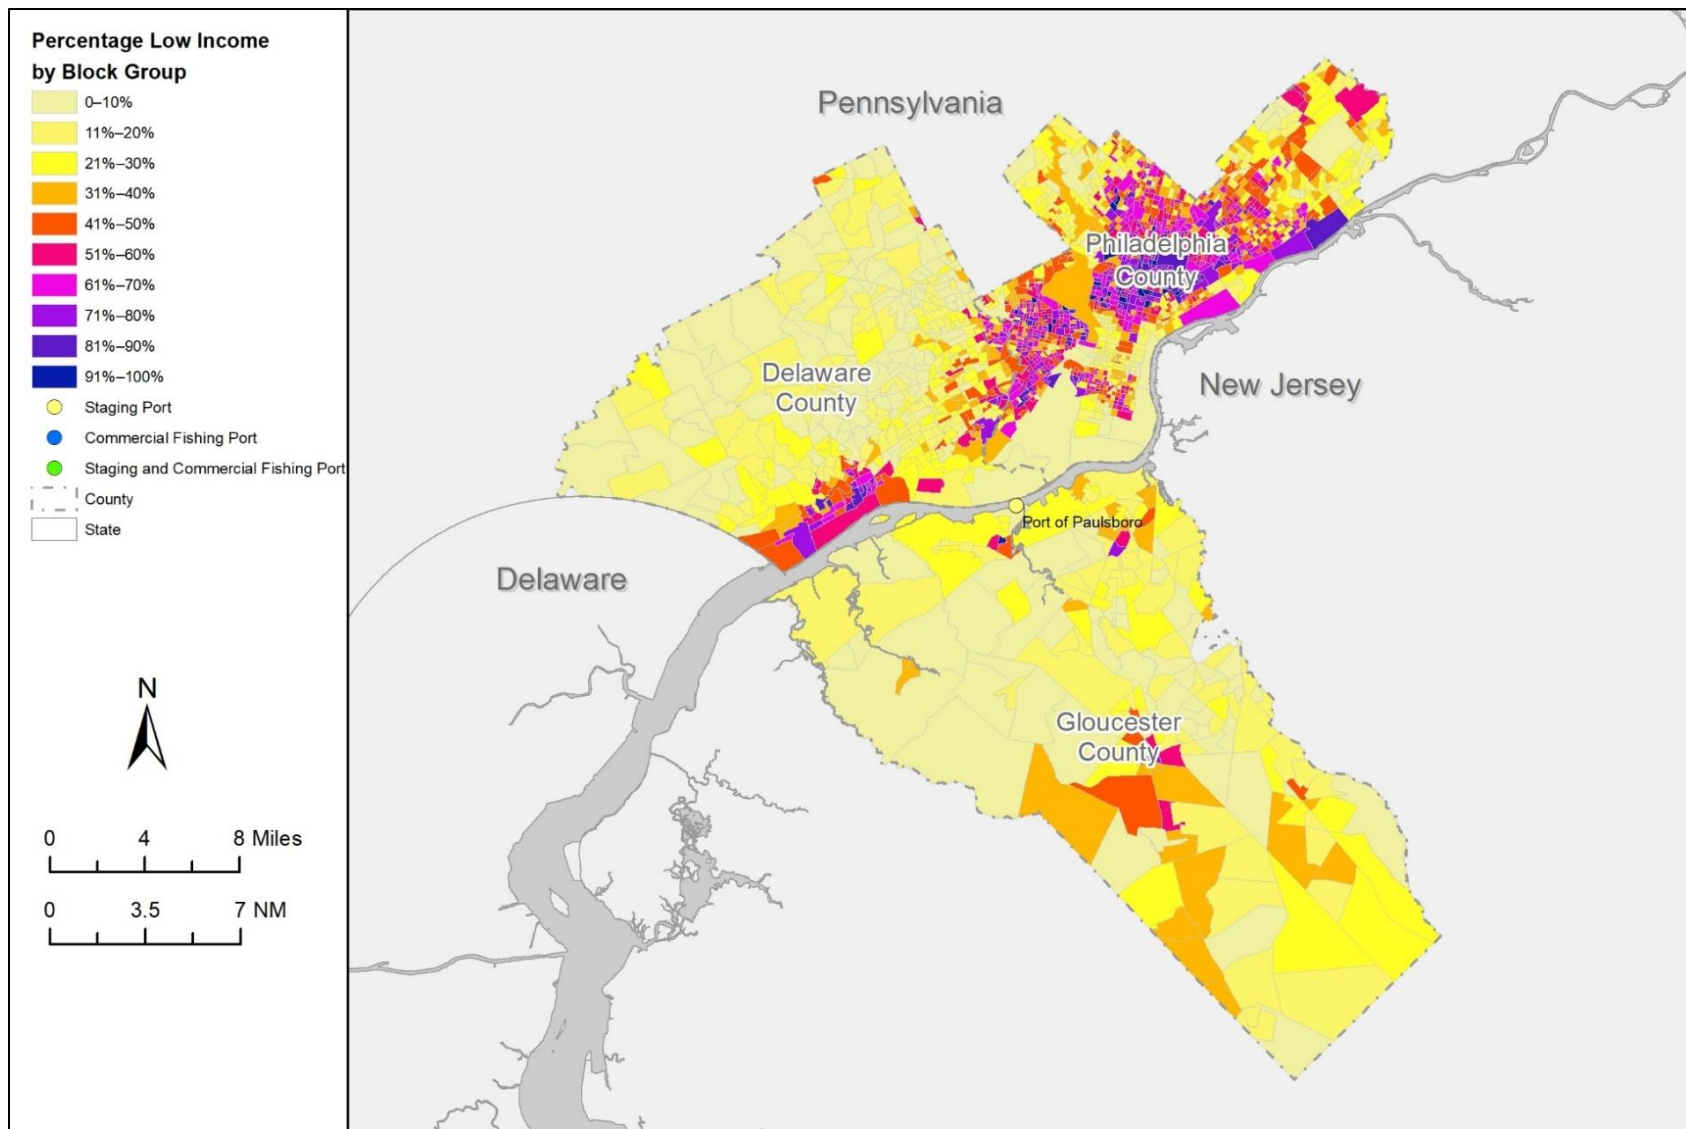 Percentage Low Income
by Block Group
0–10%
11%–20%
21%–30%
31%–40%
41%–50%
51%–60%
61%–70%
71%–80%
81%–90%
91%–100%
Staging Port
Commercial Fishing Port
Staging and Commercial Fishing Port
County
State
N
0 4 8 Miles
0 3.5 7 NM
Pennsylvania
Philadelphia
County
Delaware
County
New Jersey
Port of Paulsboro
Delaware
Gloucester
County